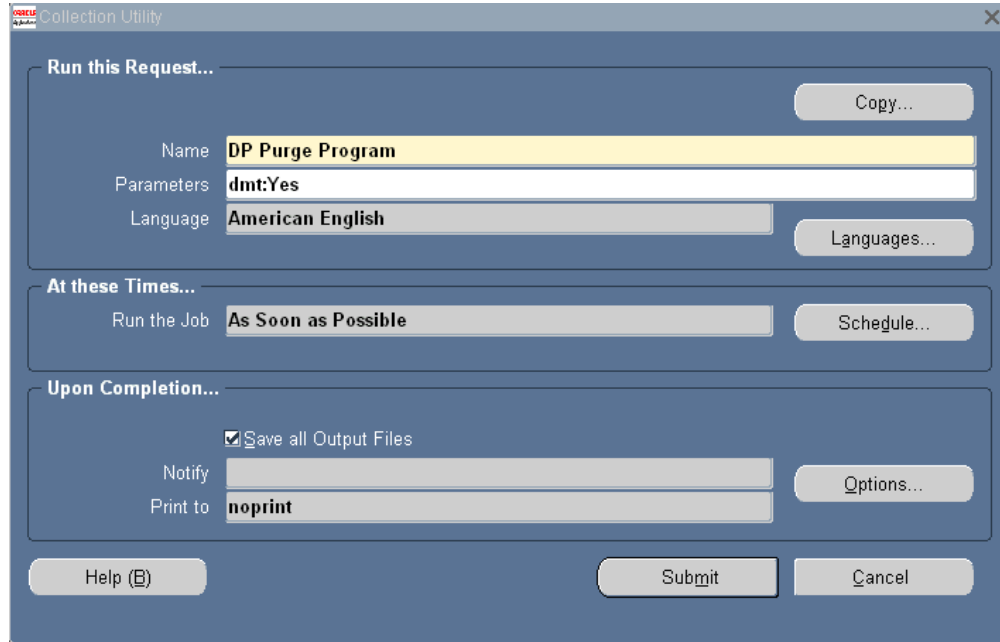 ORACLE Applications Collection Utility
Run this Request...
Copy...
Name DP Purge Program
Parameters dmt:Yes
Language American English
Languages...
At these Times...
Run the Job As Soon as Possible Schedule...
Upon Completion...
Save all Output Files
Notify
Options...
Print to noprint
Help (B) Submit Cancel